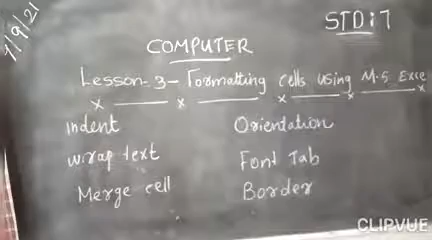 7/9/21
STD:7
COMPUTER
Lesson-3- Formatting cells using M.S Exce
Indent Orientation
wrap text Font Tab
Merge cell Border
CLIPVUE